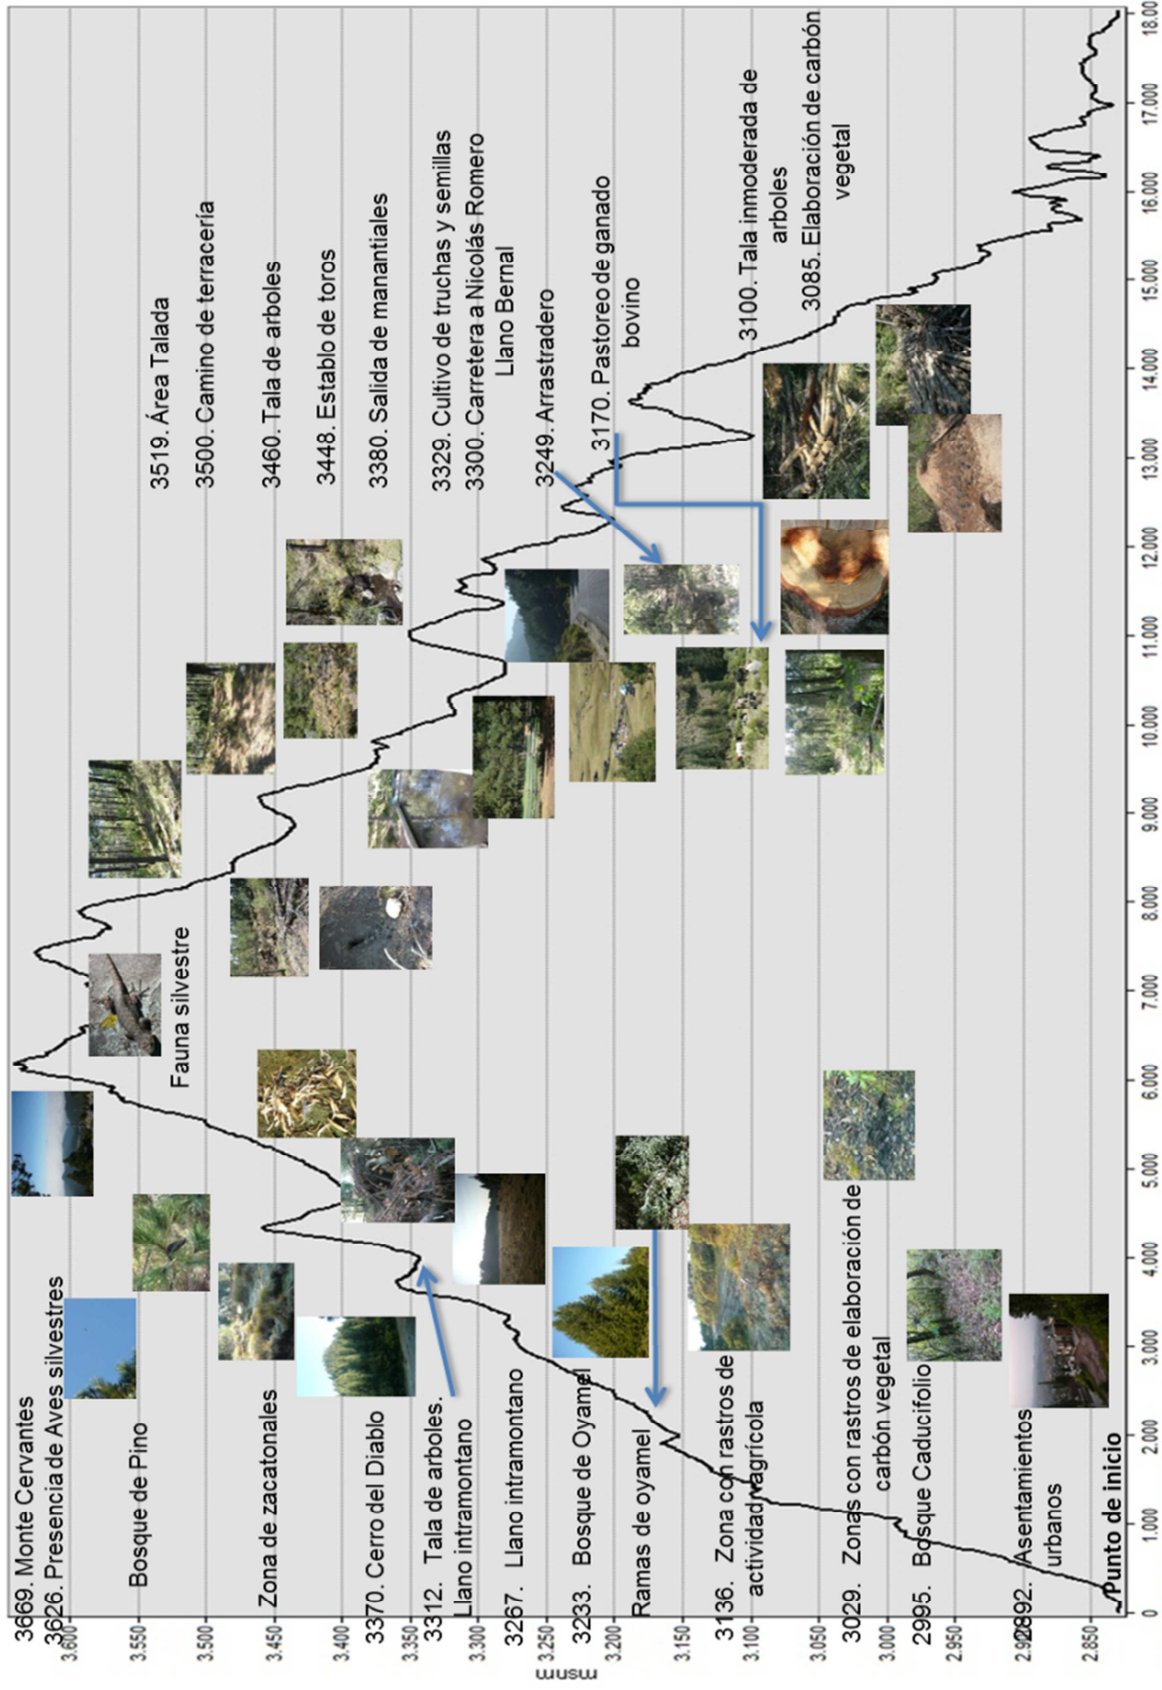 3669. Monte Cervantes
3626. Presencia de Aves silvestres
Bosque de Pino
Zona de zacatonales
3370. Cerro del Diablo
3312. Tala de arboles.
Llano intramontano
3267. Llano intramontano
3233. Bosque de Oyamel
Ramas de oyamel
3136. Zona con rastros de
actividad agrícola
3029. Zonas con rastros de elaboración de
carbón vegetal
2995. Bosque Caducifolio
2892. Asentamientos
urbanos
Punto de inicio
Fauna silvestre
3519. Área Talada
3500. Camino de terracería
3460. Tala de arboles
3448. Establo de toros
3380. Salida de manantiales
3329. Cultivo de truchas y semillas
3300. Carretera a Nicolás Romero
Llano Bernal
3249. Arrastradero
3170. Pastoreo de ganado
bovino
3100. Tala inmoderada de
arboles
3085. Elaboración de carbón
vegetal
msnm
3.600
3.550
3.500
3.450
3.400
3.350
3.300
3.250
3.200
3.150
3.100
3.050
3.000
2.950
2.850
0
1.000
2.000
3.000
4.000
5.000
6.000
7.000
8.000
9.000
10.000
11.000
12.000
13.000
14.000
15.000
16.000
17.000
18.00